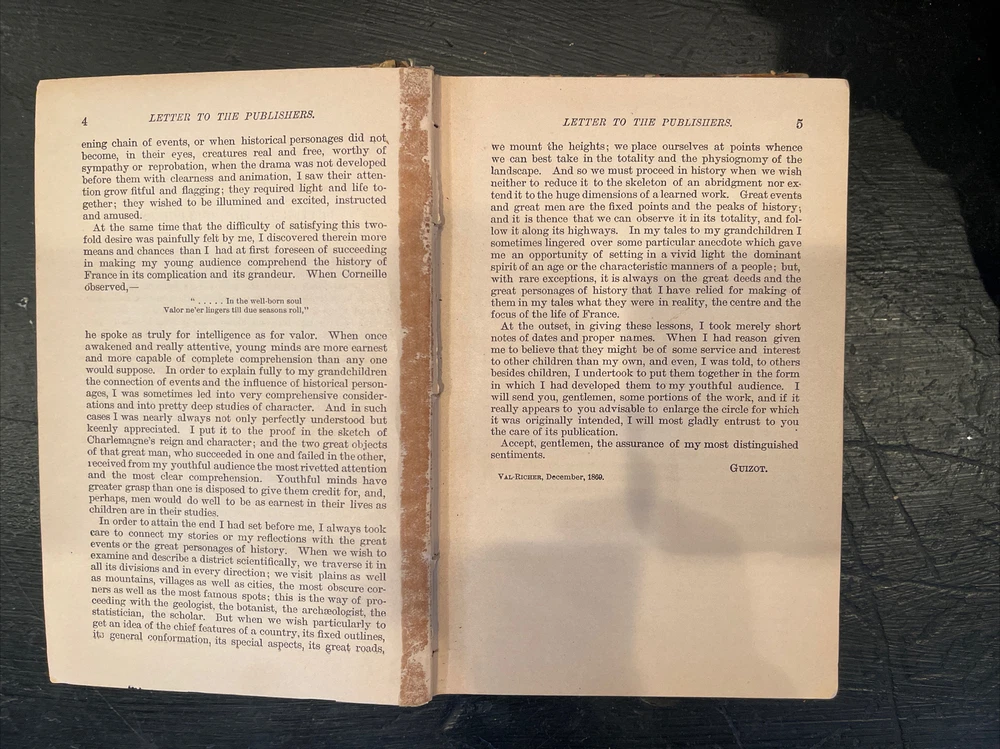 4 LETTER TO THE PUBLISHERS.
ening chain of events, or when historical personages did not,
become, in their eyes, creatures real and free, worthy of
sympathy or reprobation, when the drama was not developed
before them with clearness and animation, I saw their atten-
tion grow fitful and flagging; they required light and life to-
gether; they wished to be illumined and excited, instructed
and amused.
At the same time that the difficulty of satisfying this two-
fold desire was painfully felt by me, I discovered therein more
means and chances than I had at first foreseen of succeeding
in making my young audience comprehend the history of
France in its complication and its grandeur. When Corneille
observed,—
" . . . . . In the well-born soul
Valor ne'er lingers till due seasons roll,"
he spoke as truly for intelligence as for valor. When once
awakened and really attentive, young minds are more earnest
and more capable of complete comprehension than any one
would suppose. In order to explain fully to my grandchildren
the connection of events and the influence of historical person-
ages, I was sometimes led into very comprehensive consider-
ations and into pretty deep studies of character. And in such
cases I was nearly always not only perfectly understood but
keenly appreciated. I put it to the proof in the sketch of
Charlemagne's reign and character; and the two great objects
of that great man, who succeeded in one and failed in the other,
received from my youthful audience the most rivetted attention
and the most clear comprehension. Youthful minds have
greater grasp than one is disposed to give them credit for, and,
perhaps, men would do well to be as earnest in their lives as
children are in their studies.
In order to attain the end I had set before me, I always took
care to connect my stories or my reflections with the great
events or the great personages of history. When we wish to
examine and describe a district scientifically, we traverse it in
all its divisions and in every direction; we visit plains as well
as mountains, villages as well as cities, the most obscure cor-
ners as well as the most famous spots; this is the way of pro-
ceeding with the geologist, the botanist, the archæologist, the
statistician, the scholar. But when we wish particularly to
get an idea of the chief features of a country, its fixed outlines,
its general conformation, its special aspects, its great roads,
LETTER TO THE PUBLISHERS. 5
we mount the heights; we place ourselves at points whence
we can best take in the totality and the physiognomy of the
landscape. And so we must proceed in history when we wish
neither to reduce it to the skeleton of an abridgment nor ex-
tend it to the huge dimensions of a learned work. Great events
and great men are the fixed points and the peaks of history;
and it is thence that we can observe it in its totality, and fol-
low it along its highways. In my tales to my grandchildren I
sometimes lingered over some particular anecdote which gave
me an opportunity of setting in a vivid light the dominant
spirit of an age or the characteristic manners of a people; but,
with rare exceptions, it is always on the great deeds and the
great personages of history that I have relied for making of
them in my tales what they were in reality, the centre and the
focus of the life of France.
At the outset, in giving these lessons, I took merely short
notes of dates and proper names. When I had reason given
me to believe that they might be of some service and interest
to other children than my own, and even, I was told, to others
besides children, I undertook to put them together in the form
in which I had developed them to my youthful audience. I
will send you, gentlemen, some portions of the work, and if it
really appears to you advisable to enlarge the circle for which
it was originally intended, I will most gladly entrust to you
the care of its publication.
Accept, gentlemen, the assurance of my most distinguished
sentiments.
GUIZOT.
VAL-RICHER, December, 1869.